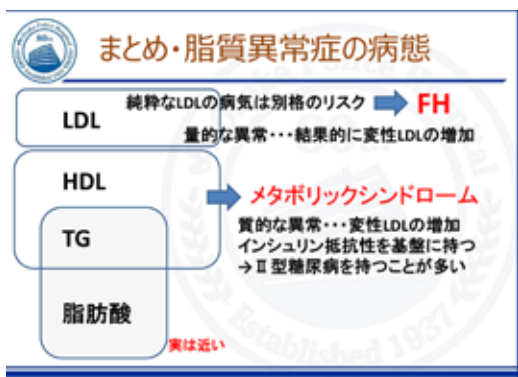 まとめ・脂質異常症の病態
純粋なLDLの病気は別格のリスク
FH
LDL
量的な異常・・・結果的に変性LDLの増加
HDL
メタボリックシンドローム
質的な異常・・・変性LDLの増加
TG
インシュリン抵抗性を基盤に持つ
→Ⅱ型糖尿病を持つことが多い
脂肪酸
実は近い
Established 1937